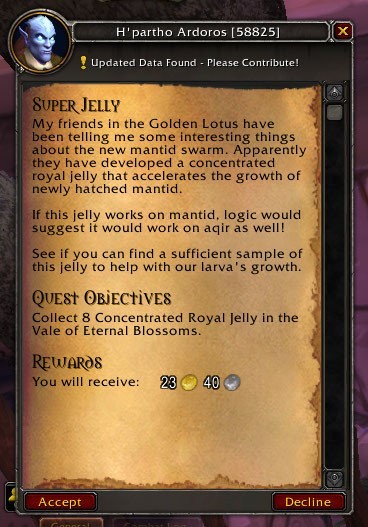 H'partho Ardoros [58825]
! Updated Data Found - Please Contribute!
Super Jelly
My friends in the Golden Lotus have
been telling me some interesting things
about the new mantid swarm. Apparently
they have developed a concentrated
royal jelly that accelerates the growth of
newly hatched mantid.
If this jelly works on mantid, logic would
suggest it would work on aqir as well!
See if you can find a sufficient sample of
this jelly to help with our larva's growth.
Quest Objectives
Collect 8 Concentrated Royal Jelly in the
Vale of Eternal Blossoms.
Rewards
You will receive: 23 40
Accept Decline
General